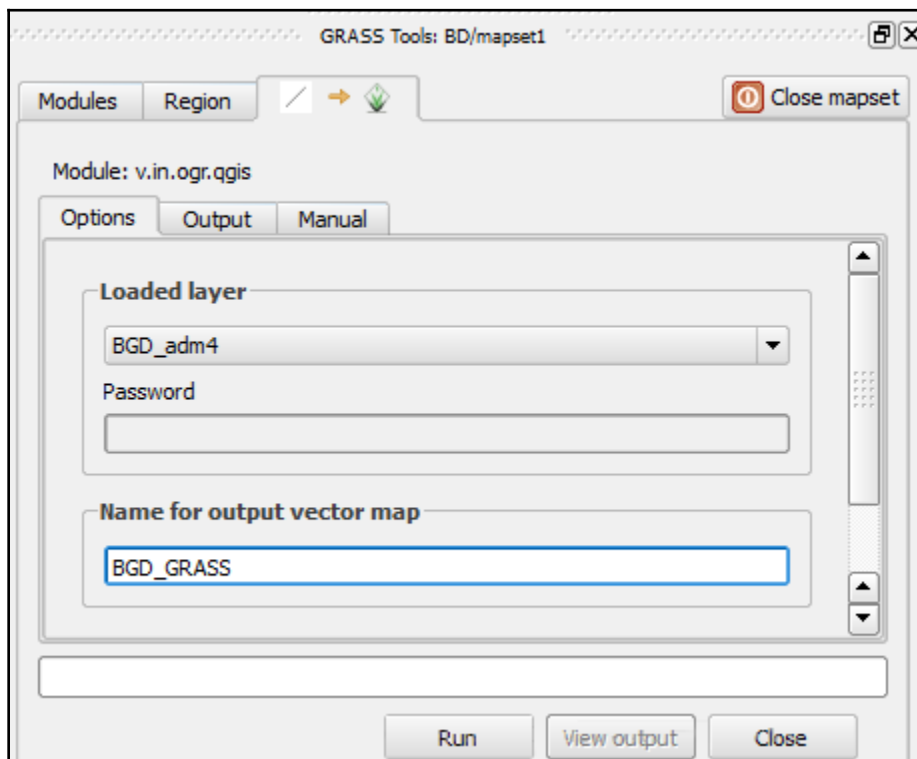 GRASS Tools: BD/mapset1
Modules Region Close mapset
Module: v.in.ogr.qgis
Options Output Manual
Loaded layer
BGD_adm4
Password
Name for output vector map
BGD_GRASS
Run View output Close